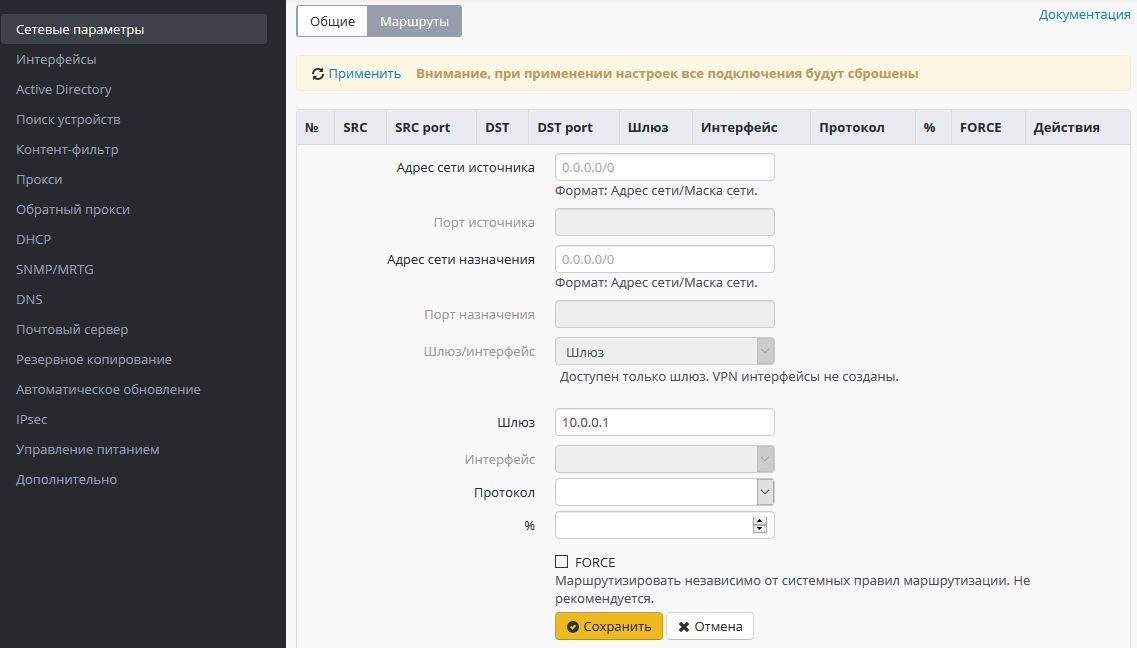 Сетевые параметры
Интерфейсы
Active Directory
Поиск устройств
Контент-фильтр
Прокси
Обратный прокси
DHCP
SNMP/MRTG
DNS
Почтовый сервер
Резервное копирование
Автоматическое обновление
IPsec
Управление питанием
Дополнительно
Общие Маршруты
Документация
Применить Внимание, при применении настроек все подключения будут сброшены
№ SRC SRC port DST DST port Шлюз Интерфейс Протокол % FORCE Действия
Адрес сети источника 0.0.0.0/0
Формат: Адрес сети/Маска сети.
Порт источника
Адрес сети назначения 0.0.0.0/0
Формат: Адрес сети/Маска сети.
Порт назначения
Шлюз/интерфейс Шлюз
Доступен только шлюз. VPN интерфейсы не созданы.
Шлюз 10.0.0.1
Интерфейс
Протокол
%
FORCE
Маршрутизировать независимо от системных правил маршрутизации. Не
рекомендуется.
Сохранить Отмена